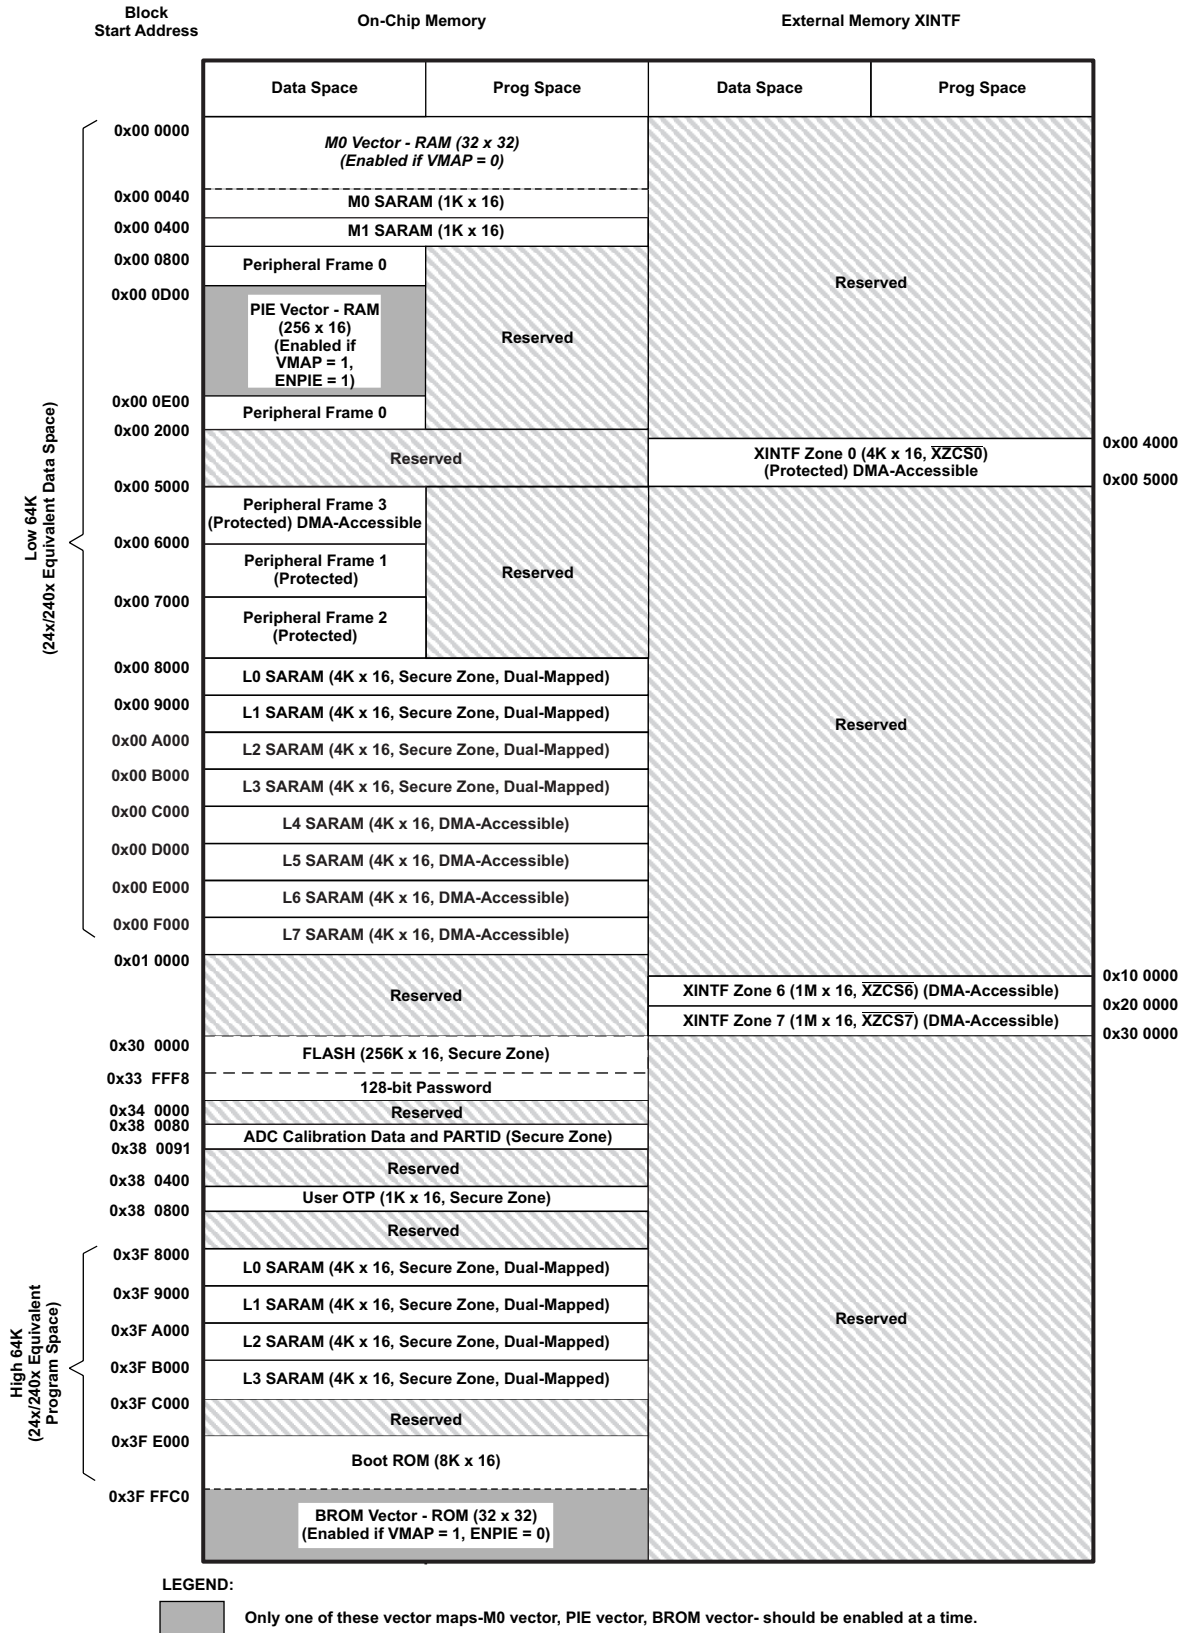 Block
Start Address
On-Chip Memory
External Memory XINTF
Data Space
Prog Space
Data Space
Prog Space
0x00 0000
M0 Vector - RAM (32 x 32)
(Enabled if VMAP = 0)
0x00 0040
M0 SARAM (1K x 16)
0x00 0400
M1 SARAM (1K x 16)
0x00 0800
Peripheral Frame 0
Reserved
0x00 0D00
PIE Vector - RAM
(256 x 16)
(Enabled if
VMAP = 1,
ENPIE = 1)
Reserved
0x00 0E00
Peripheral Frame 0
0x00 2000
Reserved
XINTF Zone 0 (4K x 16, XZCS0)
(Protected) DMA-Accessible
0x00 4000
0x00 5000
Low 64K
(24x/240x Equivalent Data Space)
0x00 5000
Peripheral Frame 3
(Protected) DMA-Accessible
0x00 6000
Peripheral Frame 1
(Protected)
Reserved
0x00 7000
Peripheral Frame 2
(Protected)
0x00 8000
L0 SARAM (4K x 16, Secure Zone, Dual-Mapped)
0x00 9000
L1 SARAM (4K x 16, Secure Zone, Dual-Mapped)
Reserved
0x00 A000
L2 SARAM (4K x 16, Secure Zone, Dual-Mapped)
0x00 B000
L3 SARAM (4K x 16, Secure Zone, Dual-Mapped)
0x00 C000
L4 SARAM (4K x 16, DMA-Accessible)
0x00 D000
L5 SARAM (4K x 16, DMA-Accessible)
0x00 E000
L6 SARAM (4K x 16, DMA-Accessible)
0x00 F000
L7 SARAM (4K x 16, DMA-Accessible)
0x01 0000
Reserved
0x10 0000
XINTF Zone 6 (1M x 16, XZCS6) (DMA-Accessible)
0x20 0000
XINTF Zone 7 (1M x 16, XZCS7) (DMA-Accessible)
0x30 0000
0x30 0000
FLASH (256K x 16, Secure Zone)
0x33 FFF8
128-bit Password
0x34 0000
Reserved
0x38 0080
ADC Calibration Data and PARTID (Secure Zone)
0x38 0091
Reserved
0x38 0400
User OTP (1K x 16, Secure Zone)
0x38 0800
Reserved
High 64K
(24x/240x Equivalent
Program Space)
0x3F 8000
L0 SARAM (4K x 16, Secure Zone, Dual-Mapped)
0x3F 9000
L1 SARAM (4K x 16, Secure Zone, Dual-Mapped)
Reserved
0x3F A000
L2 SARAM (4K x 16, Secure Zone, Dual-Mapped)
0x3F B000
L3 SARAM (4K x 16, Secure Zone, Dual-Mapped)
0x3F C000
Reserved
0x3F E000
Boot ROM (8K x 16)
0x3F FFC0
BROM Vector - ROM (32 x 32)
(Enabled if VMAP = 1, ENPIE = 0)
LEGEND:
Only one of these vector maps-M0 vector, PIE vector, BROM vector- should be enabled at a time.